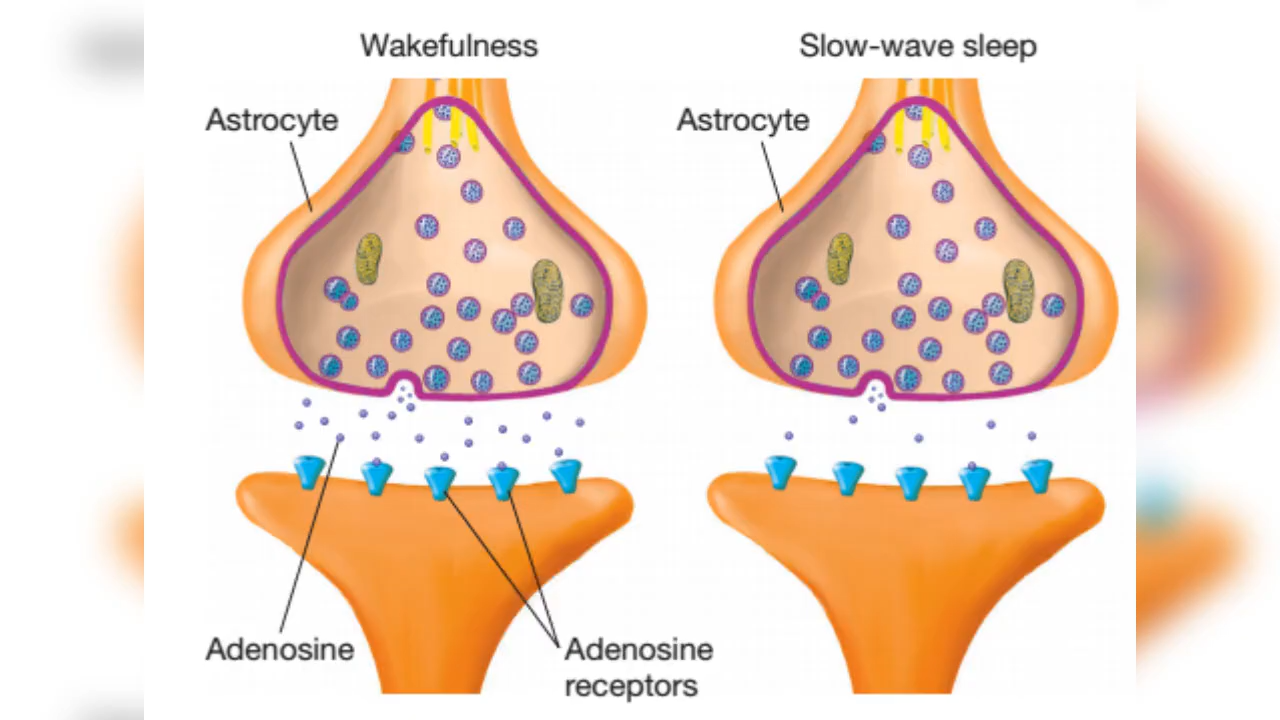 Wakefulness
Slow-wave sleep
Astrocyte
Astrocyte
Adenosine
Adenosine
receptors